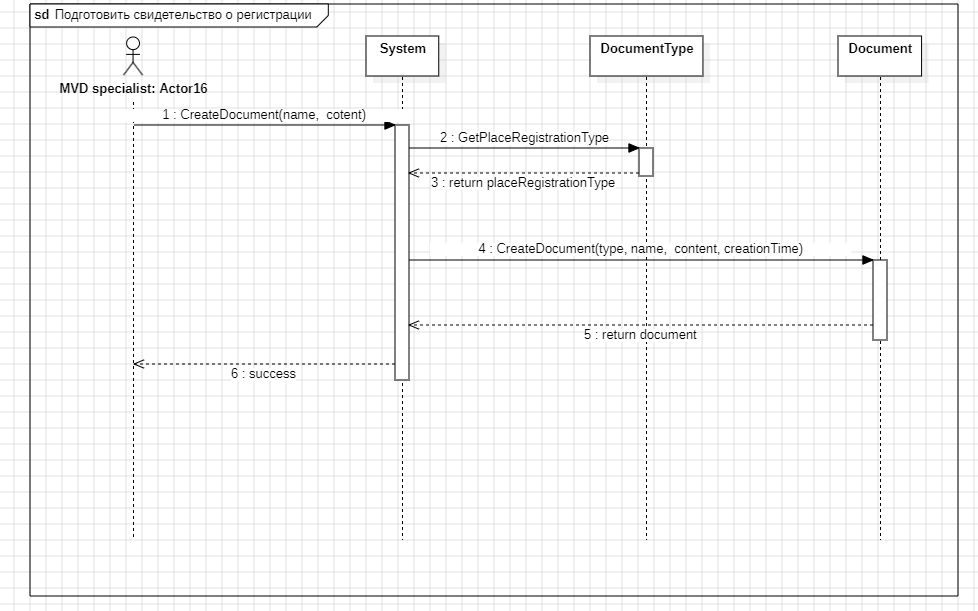 sd Подготовить свидетельство о регистрации
System
DocumentType
Document
MVD specialist: Actor16
1 : CreateDocument(name, cotent)
2 : GetPlaceRegistrationType
3 : return placeRegistrationType
4 : CreateDocument(type, name, content, creationTime)
5 : return document
6 : success